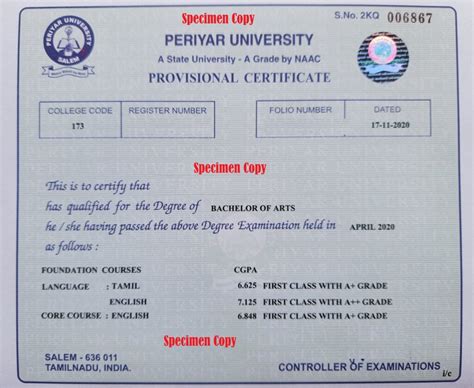 Specimen Copy
S.No. 2KQ 006867
PERIYAR UNIVERSITY
SALEM
PERIYAR UNIVERSITY
A State University - A Grade by NAAC
PROVISIONAL CERTIFICATE
COLLEGE CODE REGISTER NUMBER FOLIO NUMBER DATED
173 17-11-2020
Specimen Copy
This is to certify that
has qualified for the Degree of BACHELOR OF ARTS
he / she having passed the above Degree Examination held in APRIL 2020
as follows :
FOUNDATION COURSES CGPA
LANGUAGE : TAMIL 6.625 FIRST CLASS WITH A+ GRADE
ENGLISH 7.125 FIRST CLASS WITH A++ GRADE
CORE COURSE : ENGLISH 6.848 FIRST CLASS WITH A+ GRADE
Specimen Copy
SALEM - 636 011
TAMILNADU, INDIA.
CONTROLLER OF EXAMINATIONS
i/c